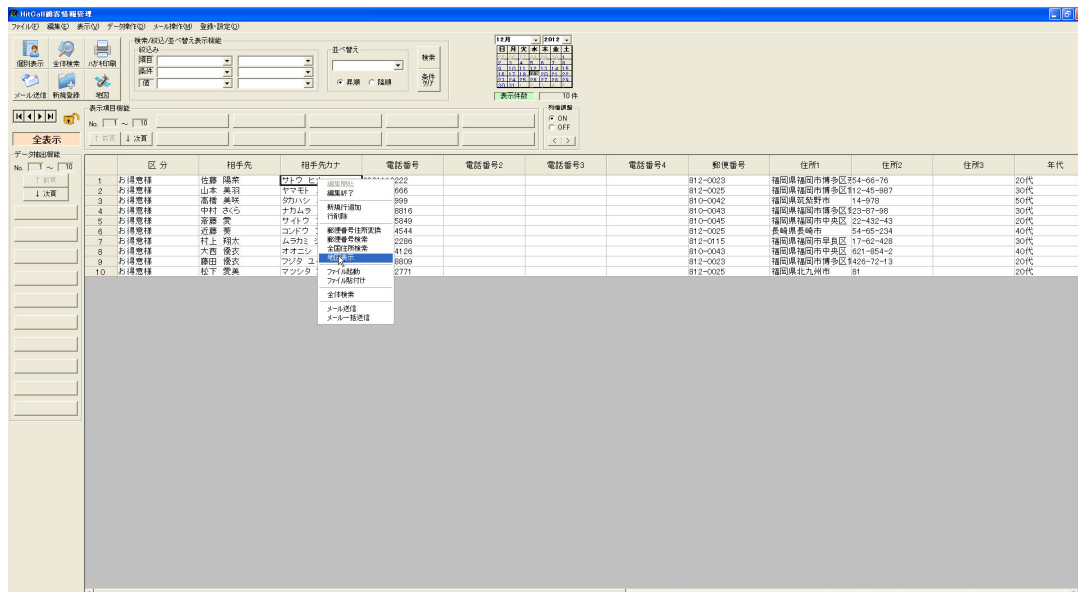 HitCall顧客情報管理
ファイル(F) 編集(E) 表示(V) データ操作(D) メール操作(M) 登録・設定(O)
個別表示 全体検索 ハガキ印刷
メール送信 新規登録 地図
検索/絞込/並べ替え表示機能
絞込み
項目
条件
値
並べ替え
昇順 降順
検索
条件クリア
12月 2012
日 月 火 水 木 金 土
表示件数 10 件
全表示
表示項目機能
No. 1 ～ 10
↑ 前頁 ↓ 次頁
列幅調整
ON
OFF
< >
データ抽出機能
No. 1 ～ 10
↑ 前頁
↓ 次頁
区 分 相手先 相手先カナ 電話番号 電話番号2 電話番号3 電話番号4 郵便番号 住所1 住所2 住所3 年代
1 お得意様 佐藤 陽菜 サトウ 222 812-0023 福岡県福岡市博多区 54-66-76 20代
2 お得意様 山本 美羽 ヤマモト 666 812-0025 福岡県福岡市博多区 112-45-987 30代
3 お得意様 高橋 美咲 タカハシ 999 810-0042 福岡県筑紫野市 14-978 50代
4 お得意様 中村 さくら ナカムラ 8816 810-0043 福岡県福岡市博多区 123-87-98 30代
5 お得意様 斎藤 愛 サイトウ 5849 810-0045 福岡県福岡市中央区 22-432-43 20代
6 お得意様 近藤 葵 コンドウ 4544 812-0025 長崎県長崎市 54-65-234 40代
7 お得意様 村上 翔太 ムラカミ 2286 812-0115 福岡県福岡市早良区 17-62-428 30代
8 お得意様 大西 優衣 オオニシ 4126 810-0043 福岡県福岡市中央区 621-854-2 40代
9 お得意様 藤田 優衣 フジタ ユ 8809 812-0023 福岡県福岡市博多区 1426-72-13 20代
10 お得意様 松下 愛美 マツシタ 2771 812-0025 福岡県北九州市 81 20代
編集開始
編集終了
新規行追加
行削除
郵便番号住所変換
郵便番号検索
全国住所検索
地図表示
ファイル起動
ファイル貼付け
全体検索
メール送信
メール一括送信